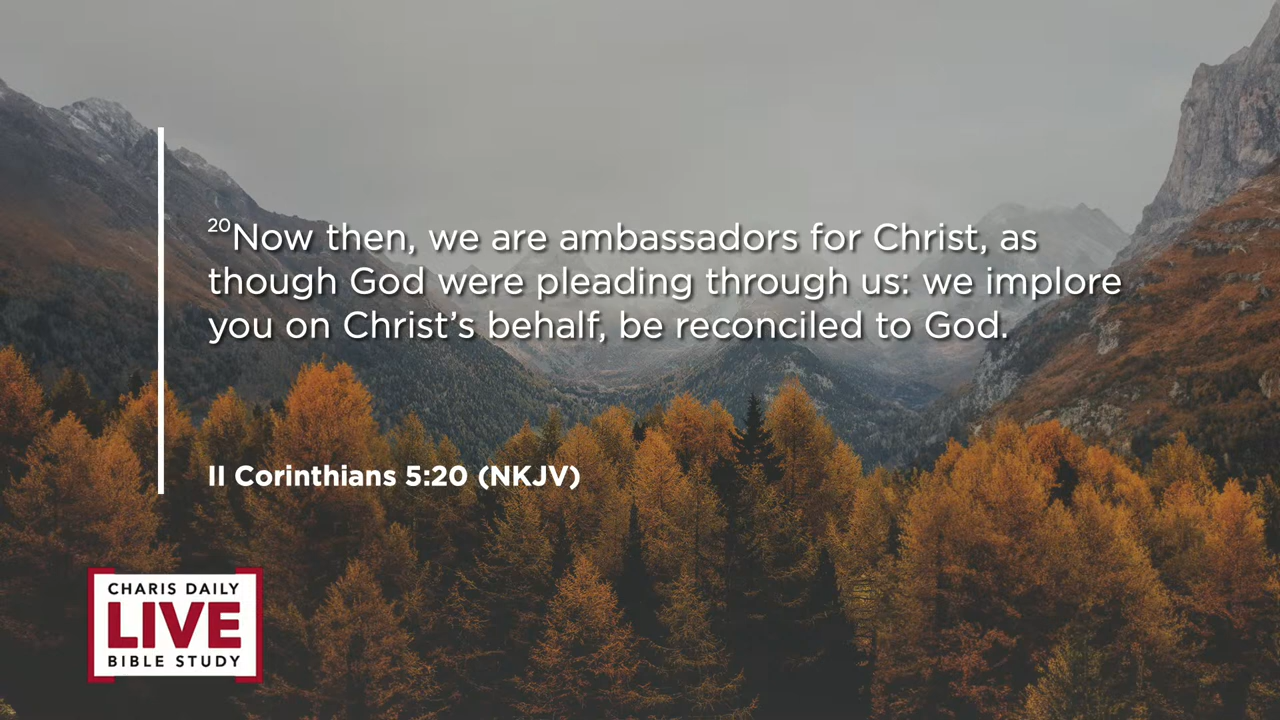 20Now then, we are ambassadors for Christ, as
though God were pleading through us: we implore
you on Christ’s behalf, be reconciled to God.
II Corinthians 5:20 (NKJV)
CHARIS DAILY
LIVE
BIBLE STUDY